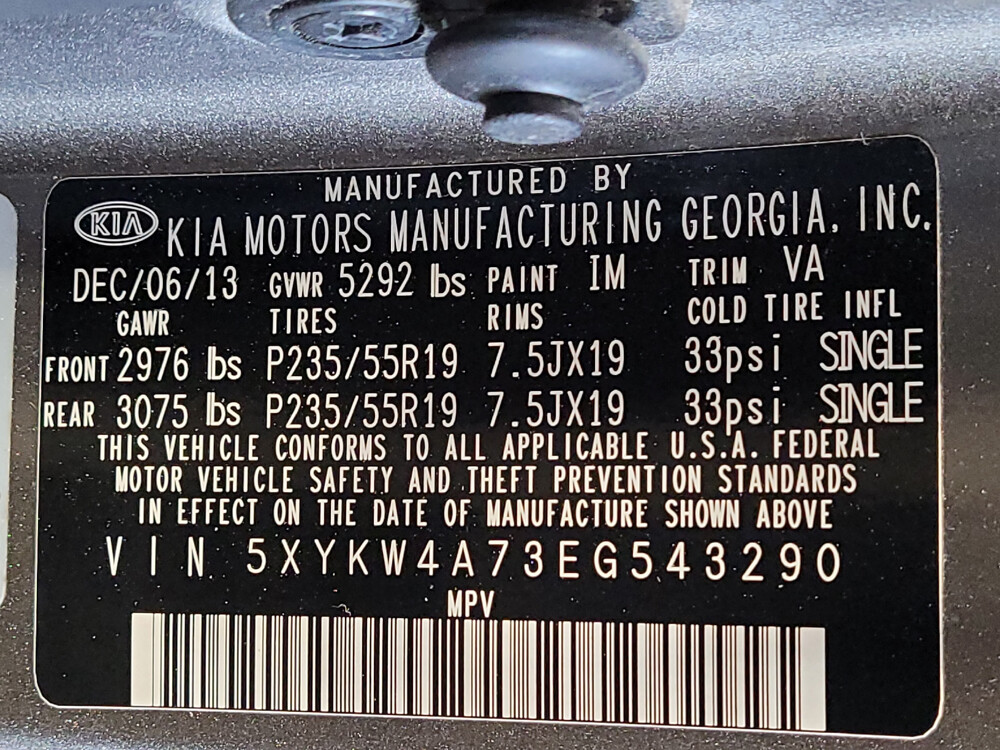 MANUFACTURED BY
KIA KIA MOTORS MANUFACTURING GEORGIA, INC.
DEC/06/13 GVWR 5292 lbs PAINT IM TRIM VA
GAWR TIRES RIMS COLD TIRE INFL
FRONT 2976 lbs P235/55R19 7.5JX19 33psi SINGLE
REAR 3075 lbs P235/55R19 7.5JX19 33psi SINGLE
THIS VEHICLE CONFORMS TO ALL APPLICABLE U.S.A. FEDERAL
MOTOR VEHICLE SAFETY AND THEFT PREVENTION STANDARDS
IN EFFECT ON THE DATE OF MANUFACTURE SHOWN ABOVE
VIN 5XYKW4A73EG543290
MPV